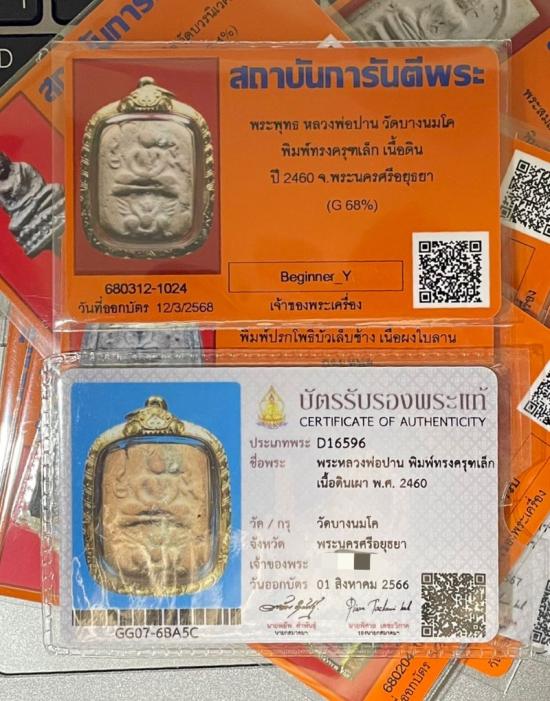 สถาบันการันตีพระ
พระพุทธ หลวงพ่อปาน วัดบางนมโค
พิมพ์ทรงครุฑเล็ก เนื้อดิน
ปี 2460 จ.พระนครศรีอยุธยา
(G 68%)
Beginner_Y
680312-1024
วันที่ออกบัตร 12/3/2568
เจ้าของพระเครื่อง
พิมพ์ปรกโพธิ์บัวเล็บช้าง เนื้อผงใบลาน
บัตรรับรองพระแท้
CERTIFICATE OF AUTHENTICITY
ประเภทพระ D16596
ชื่อพระ พระหลวงพ่อปาน พิมพ์ทรงครุฑเล็ก
เนื้อดินเผา พ.ศ. 2460
วัด / กรุ วัดบางนมโค
จังหวัด พระนครศรีอยุธยา
เจ้าของพระ
วันออกบัตร 01 สิงหาคม 2566
GG07-6BA5C
นายกสมาคมฯ
680204